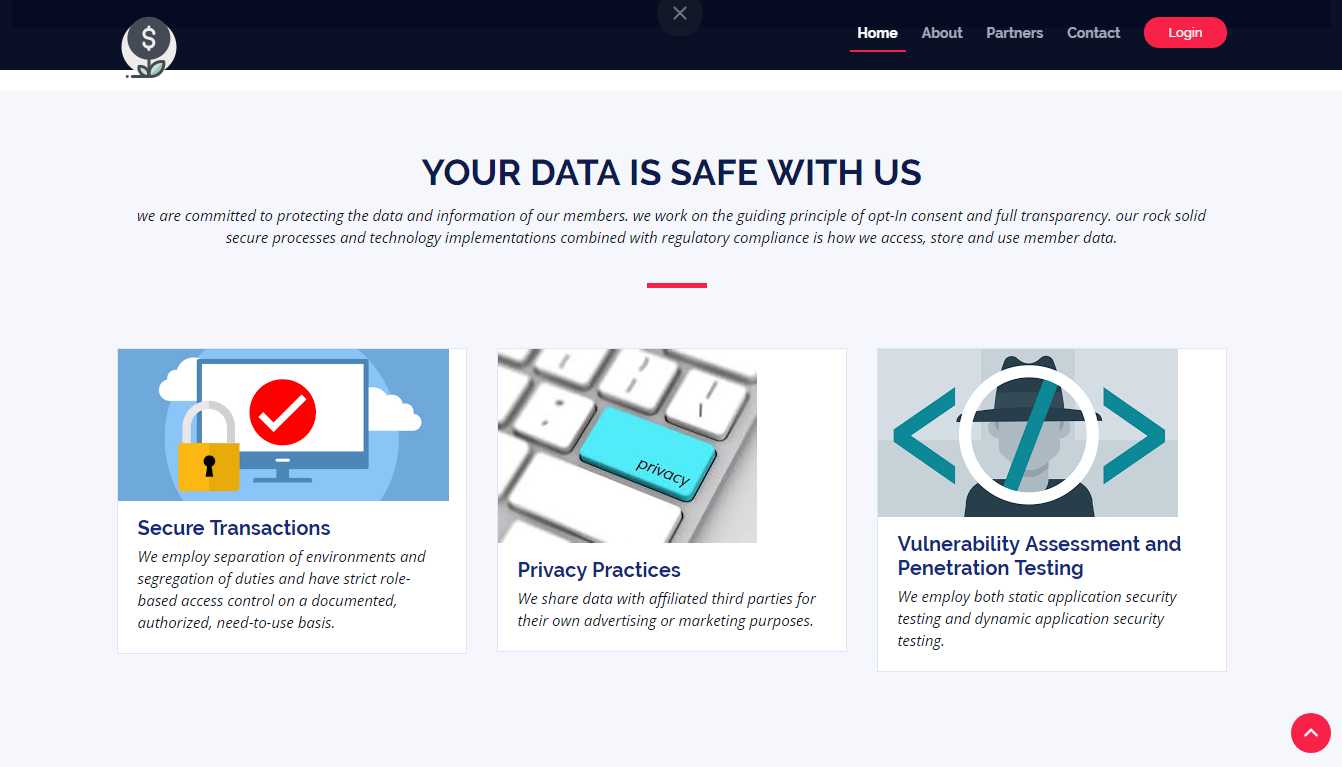 $
Home About Partners Contact Login
YOUR DATA IS SAFE WITH US
we are committed to protecting the data and information of our members. we work on the guiding principle of opt-In consent and full transparency. our rock solid
secure processes and technology implementations combined with regulatory compliance is how we access, store and use member data.
privacy
Secure Transactions
We employ separation of environments and
segregation of duties and have strict role-
based access control on a documented,
authorized, need-to-use basis.
Privacy Practices
We share data with affiliated third parties for
their own advertising or marketing purposes.
Vulnerability Assessment and
Penetration Testing
We employ both static application security
testing and dynamic application security
testing.